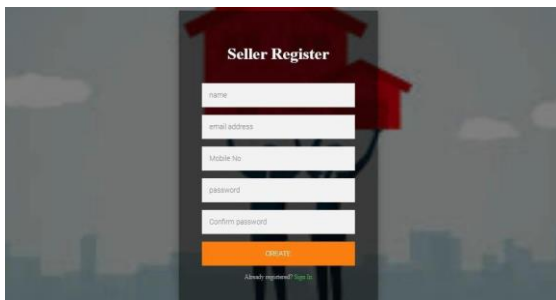 Seller Register
name
email address
Mobile No
password
Confirm password
CREATE
Already registered? Sign In